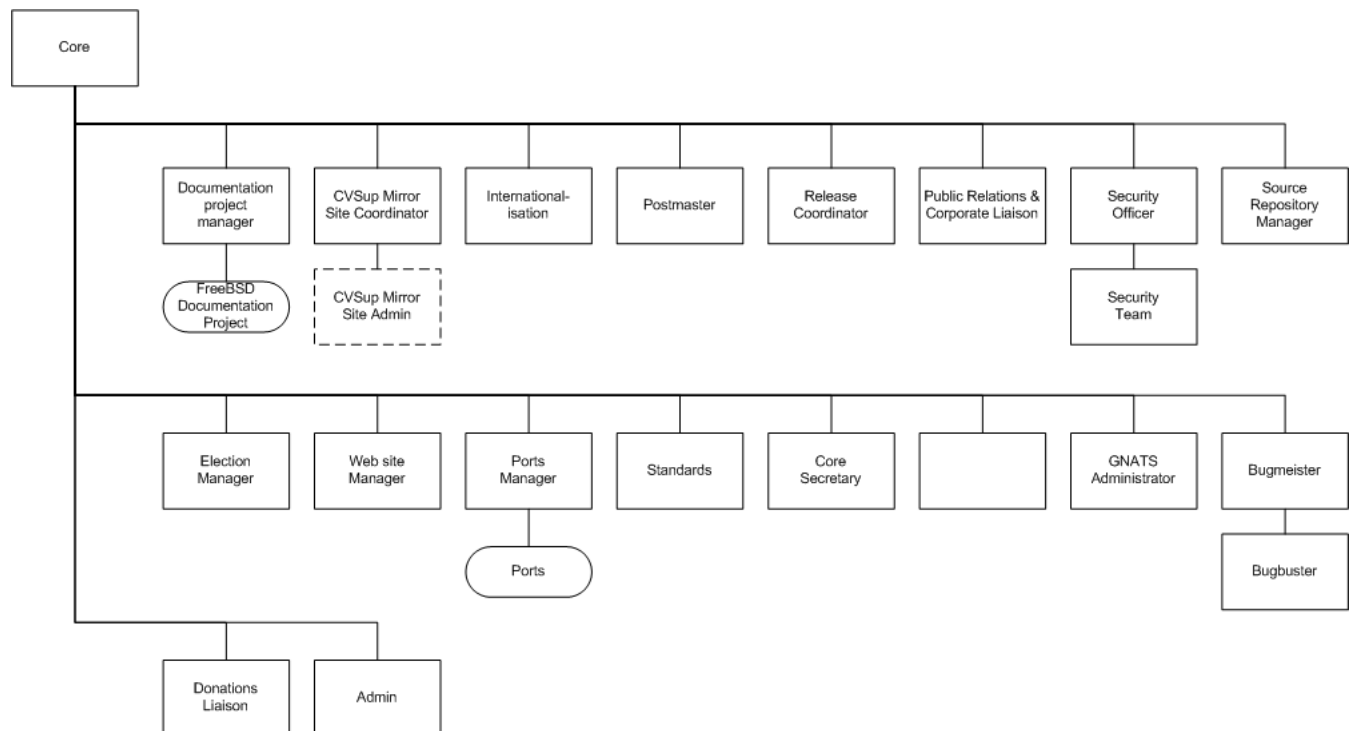 Core
Documentation
project
manager
CVSup Mirror
Site Coordinator
International-
isation
Postmaster
Release
Coordinator
Public Relations &
Corporate Liaison
Security
Officer
Source
Repository
Manager
FreeBSD
Documentation
Project
CVSup Mirror
Site Admin
Security
Team
Election
Manager
Web site
Manager
Ports
Manager
Standards
Core
Secretary
GNATS
Administrator
Bugmeister
Ports
Bugbuster
Donations
Liaison
Admin